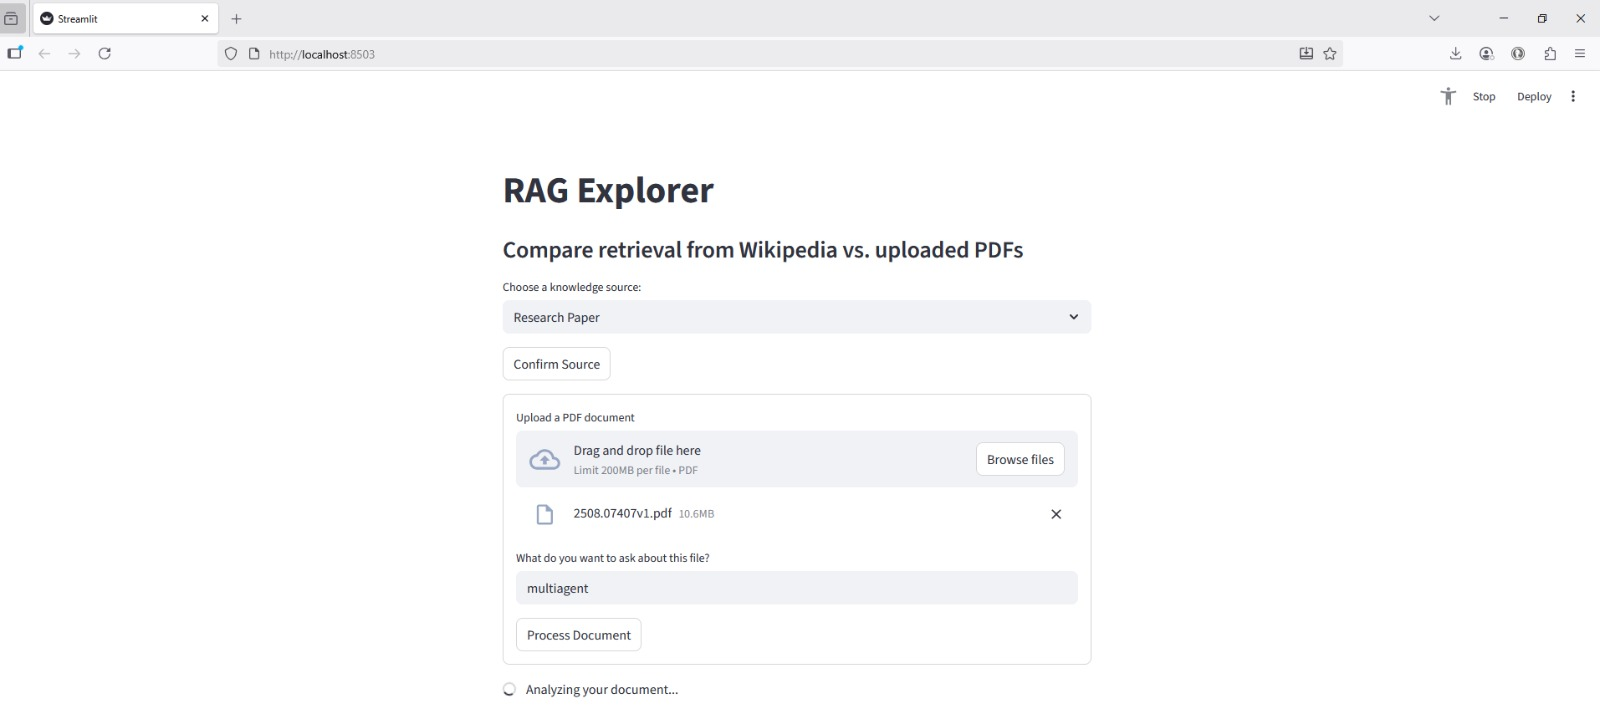 Streamlit
http://localhost:8503
Stop Deploy
RAG Explorer
Compare retrieval from Wikipedia vs. uploaded PDFs
Choose a knowledge source:
Research Paper
Confirm Source
Upload a PDF document
Drag and drop file here
Limit 200MB per file • PDF
Browse files
2508.07407v1.pdf 10.6MB
What do you want to ask about this file?
multiagent
Process Document
Analyzing your document...